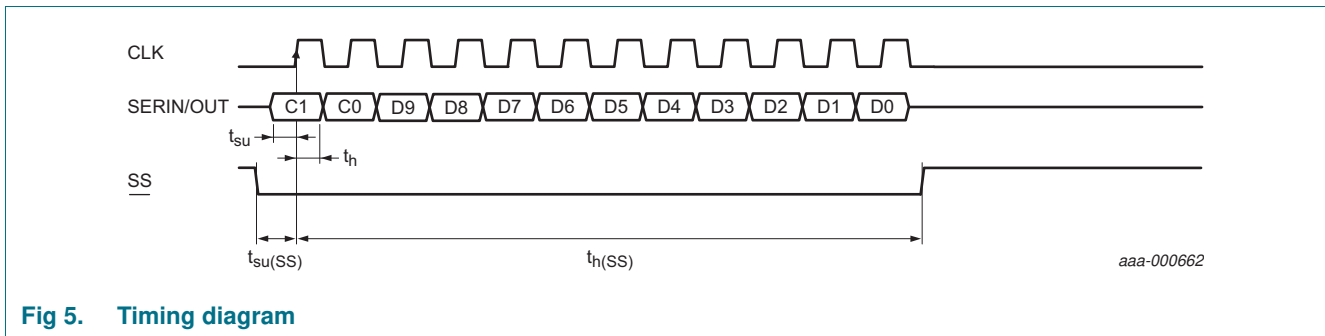 CLK
SERIN/OUT C1 C0 D9 D8 D7 D6 D5 D4 D3 D2 D1 D0
tsu
th
SS
tsu(SS) th(SS) aaa-000662
Fig 5. Timing diagram